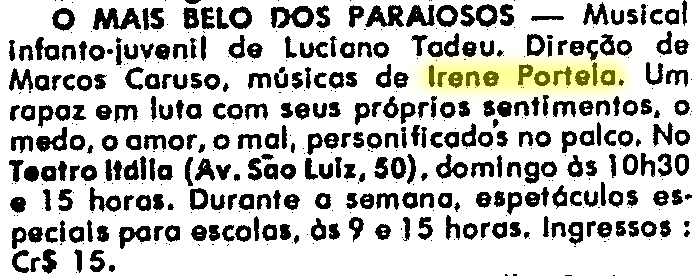 O MAIS BELO DOS PARAIOSOS — Musical
infanto-juvenil de Luciano Tadeu. Direção de
Marcos Caruso, músicas de Irene Portela. Um
rapaz em luta com seus próprios sentimentos, o
medo, o amor, o mal, personificados no palco. No
Teatro Itália (Av. São Luiz, 50), domingo às 10h30
e 15 horas. Durante a semana, espetáculos es-
peciais para escolas, às 9 e 15 horas. Ingressos :
Cr$ 15.